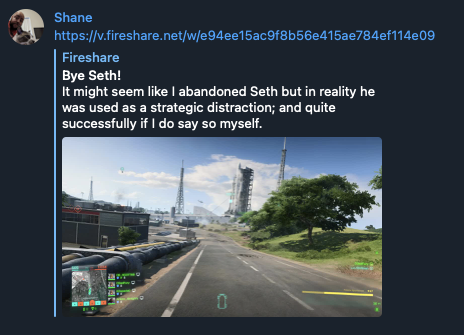 Shane
https://v.fireshare.net/w/e94ee15ac9f8b56e415ae784ef114e09
Fireshare
Bye Seth!
It might seem like I abandoned Seth but in reality he
was used as a strategic distraction; and quite
successfully if I do say so myself.
0